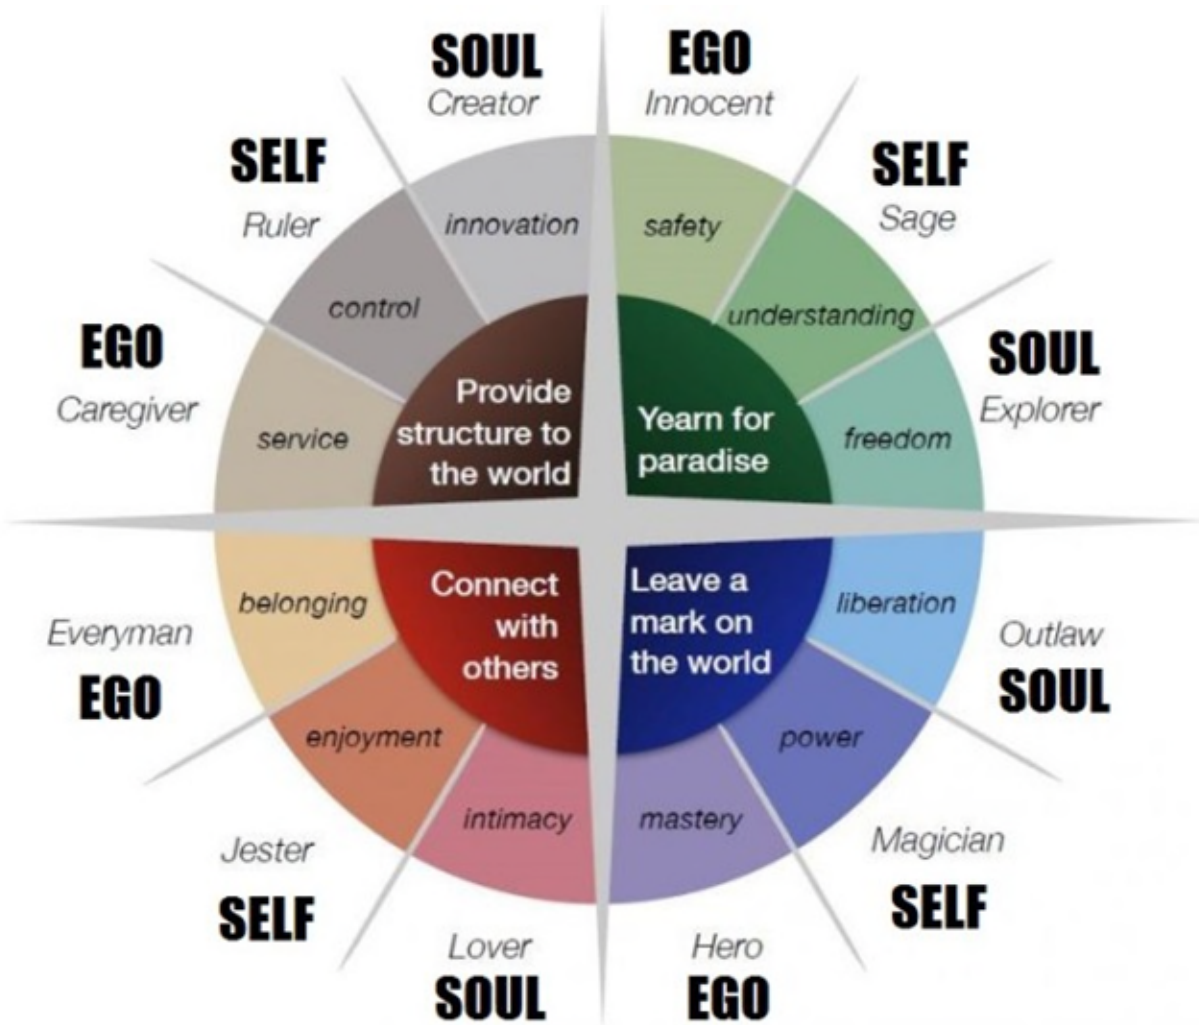 SOUL
Creator
EGO
Innocent
SELF
Ruler
SELF
Sage
EGO
Caregiver
SOUL
Explorer
innovation
safety
control
understanding
service
freedom
Provide
structure to
the world
Yearn for
paradise
Connect
with
others
Leave a
mark on
the world
belonging
liberation
enjoyment
power
intimacy
mastery
Everyman
EGO
Outlaw
SOUL
Jester
SELF
Magician
SELF
Lover
SOUL
Hero
EGO